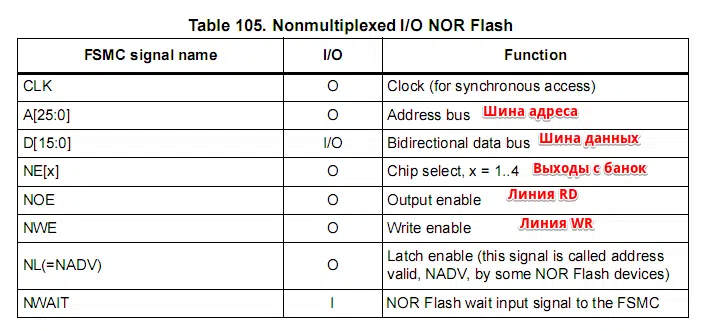 Table 105. Nonmultiplexed I/O NOR Flash
FSMC signal name I/O Function
CLK O Clock (for synchronous access)
A[25:0] O Address bus Шина адреса
D[15:0] I/O Bidirectional data bus Шина данных
NE[x] O Chip select, x = 1..4 Выходы с банок
NOE O Output enable Линия RD
NWE O Write enable Линия WR
NL(=NADV) O Latch enable (this signal is called address
valid, NADV, by some NOR Flash devices)
NWAIT I NOR Flash wait input signal to the FSMC